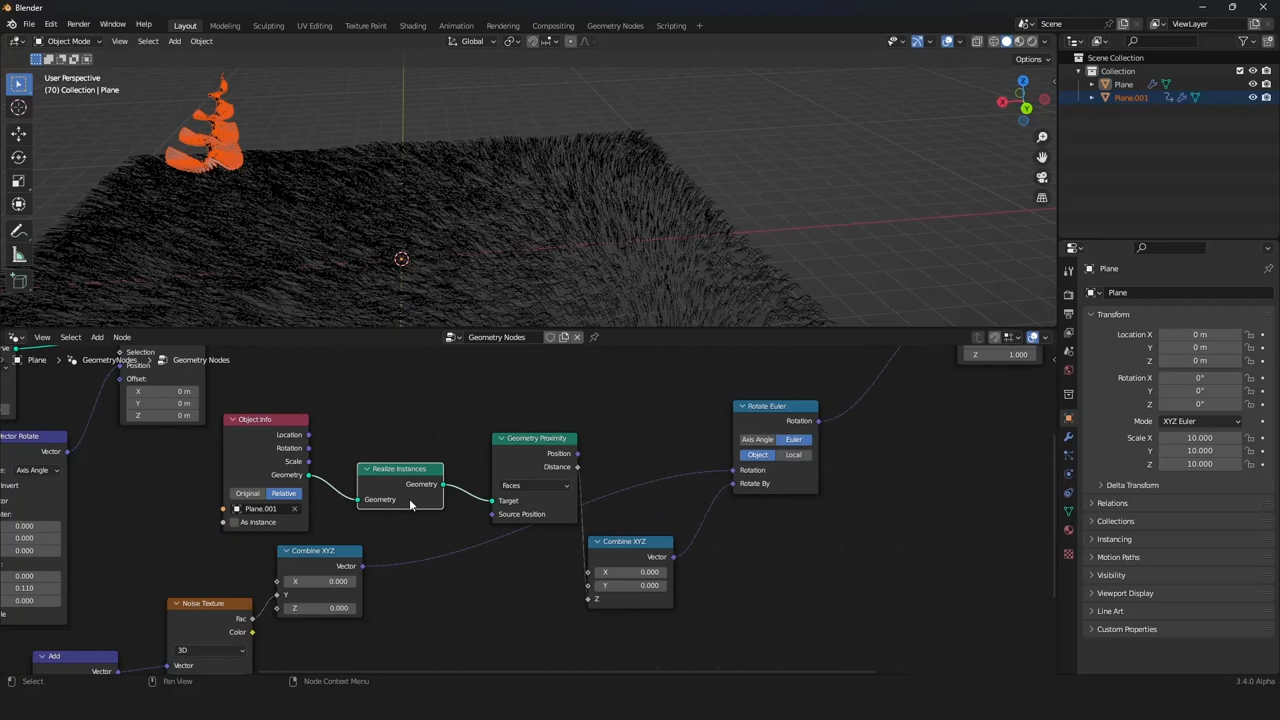 Blender
File Edit Render Window Help
Layout Modeling Sculpting UV Editing Texture Paint Shading Animation Rendering Compositing Geometry Nodes Scripting +
Scene ViewLayer
Object Mode View Select Add Object Global
Options
User Perspective
(70) Collection | Plane
Z
X
Y
Scene Collection
Collection
Plane
Plane.001
Plane
Plane
Transform
Location X 0 m
Y 0 m
Z 0 m
Rotation X 0°
Y 0°
Z 0°
Mode XYZ Euler
Scale X 10.000
Y 10.000
Z 10.000
Delta Transform
Relations
Collections
Instancing
Motion Paths
Visibility
Viewport Display
Line Art
Custom Properties
View Select Add Node Geometry Nodes
Plane > GeometryNodes > Geometry Nodes
Selection
Position
Offset:
X 0 m
Y 0 m
Z 0 m
Vector Rotate
Vector
Axis Angle
Invert
0.000
0.000
0.000
0.000
0.110
0.000
Add
Vector
Noise Texture
Fac
Color
3D
Vector
Object Info
Location
Rotation
Scale
Geometry
Original Relative
Plane.001
As Instance
Combine XYZ
Vector
X 0.000
Y
Z 0.000
Realize Instances
Geometry
Geometry
Geometry Proximity
Position
Distance
Faces
Target
Source Position
Combine XYZ
Vector
X 0.000
Y 0.000
Z
Rotate Euler
Rotation
Axis Angle Euler
Object Local
Rotation
Rotate By
Z 1.000
Select Pan View Node Context Menu 3.4.0 Alpha